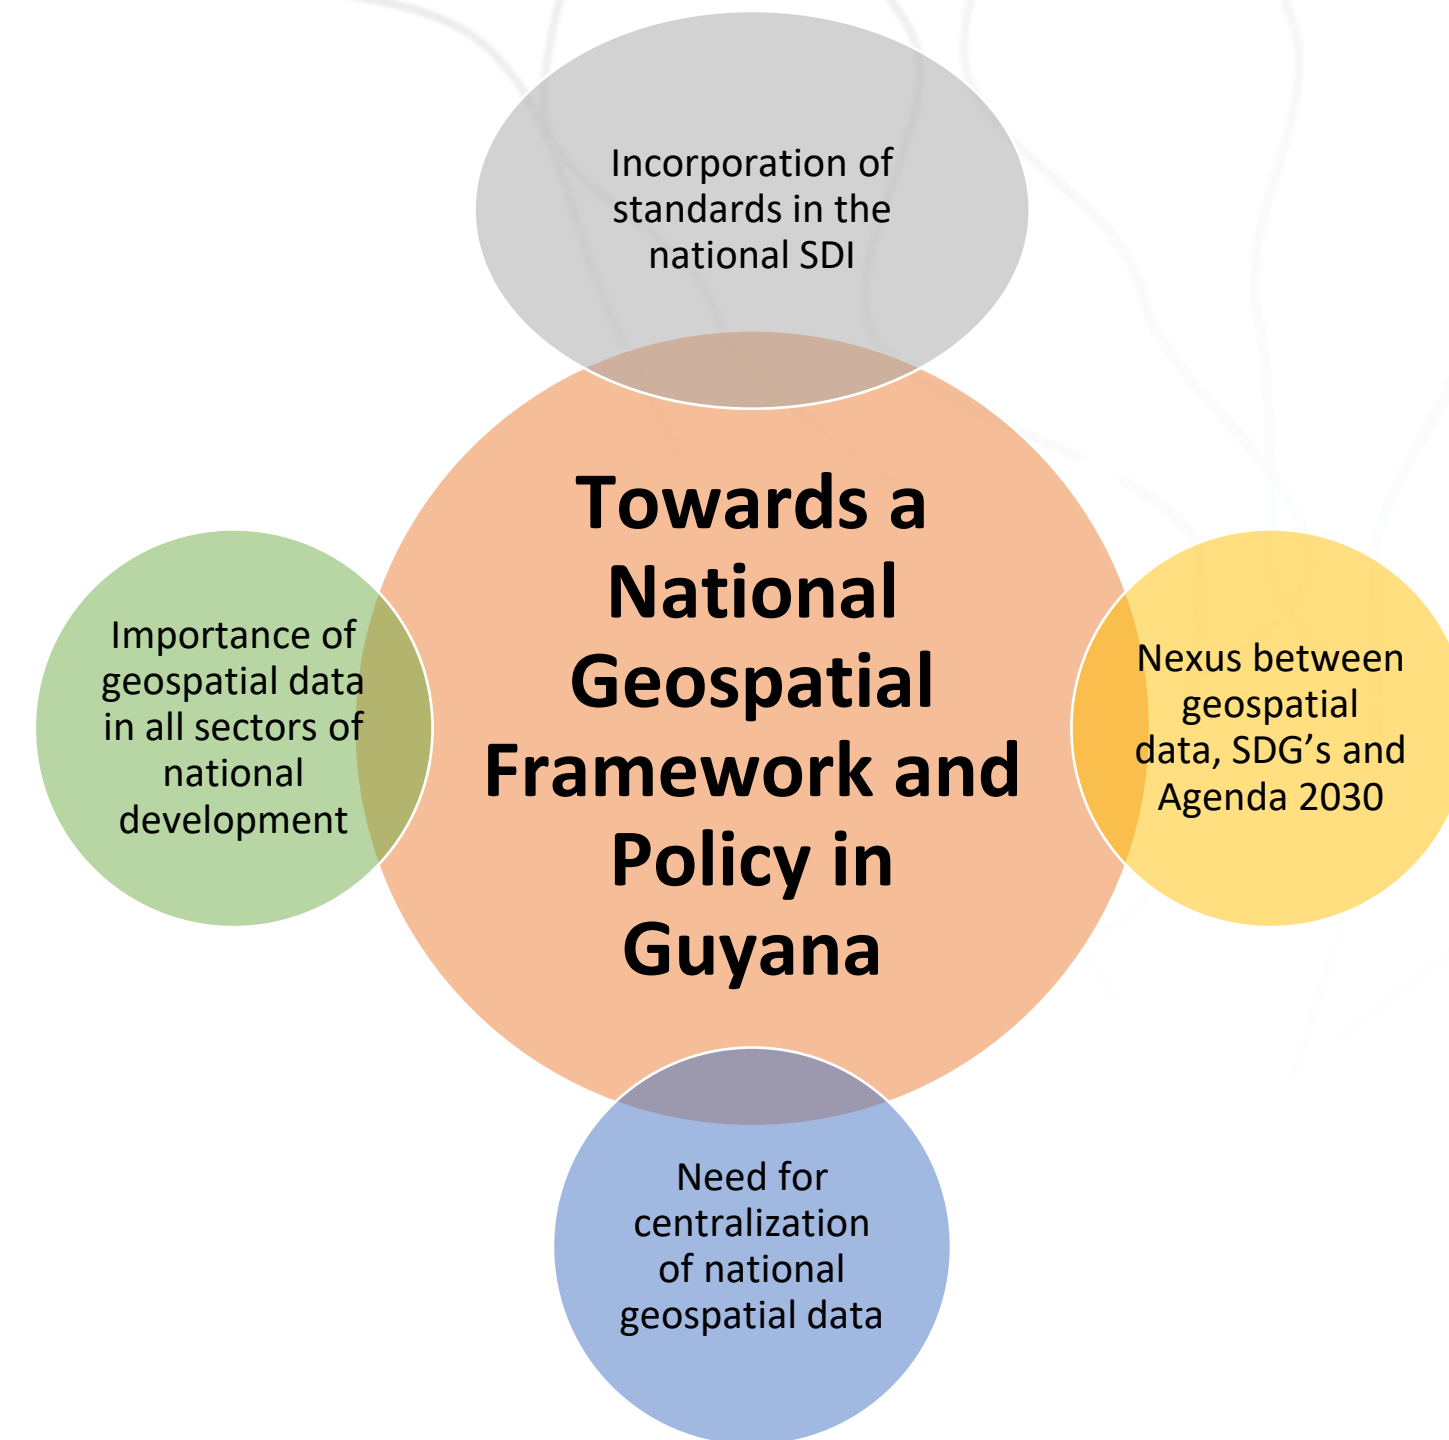 Incorporation of
standards in the
national SDI
Towards a
National
Geospatial
Framework and
Policy in
Guyana
Importance of
geospatial data
in all sectors of
national
development
Nexus between
geospatial
data, SDG’s and
Agenda 2030
Need for
centralization
of national
geospatial data